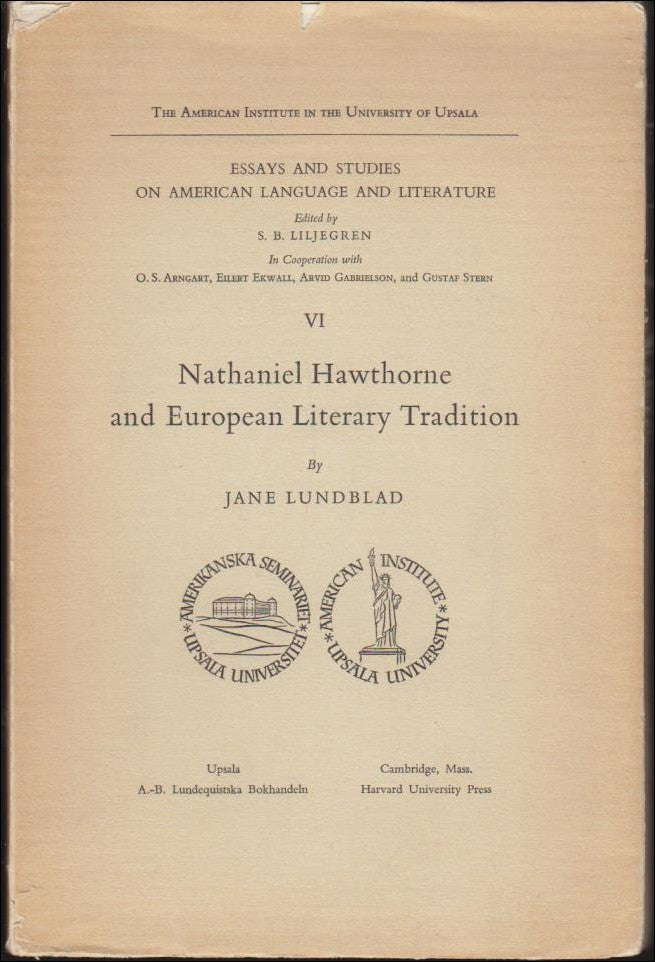 The American Institute in the University of Upsala
ESSAYS AND STUDIES
ON AMERICAN LANGUAGE AND LITERATURE
Edited by
S. B. LILJEGREN
In Cooperation with
O. S. Arngart, Eilert Ekwall, Arvid Gabrielson, and Gustaf Stern
VI
Nathaniel Hawthorne
and European Literary Tradition
By
JANE LUNDBLAD
*AMERIKANSKA SEMINARIET*
UPSALA UNIVERSITET
*AMERICAN INSTITUTE*
UPSALA UNIVERSITY
Upsala
A.-B. Lundequistska Bokhandeln
Cambridge, Mass.
Harvard University Press